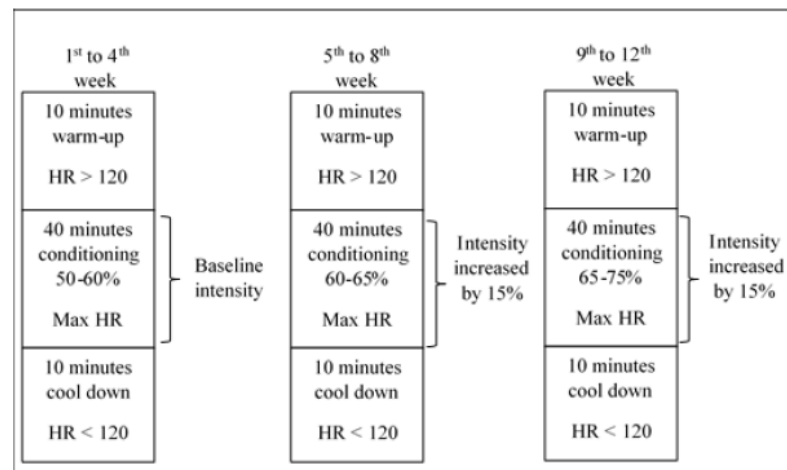 1st to 4th
week
10 minutes
warm-up
HR > 120
40 minutes
conditioning
50-60%
Max HR
10 minutes
cool down
HR < 120
Baseline
intensity
5th to 8th
week
10 minutes
warm-up
HR > 120
40 minutes
conditioning
60-65%
Max HR
10 minutes
cool down
HR < 120
Intensity
increased
by 15%
9th to 12th
week
10 minutes
warm-up
HR > 120
40 minutes
conditioning
65-75%
Max HR
10 minutes
cool down
HR < 120
Intensity
increased
by 15%